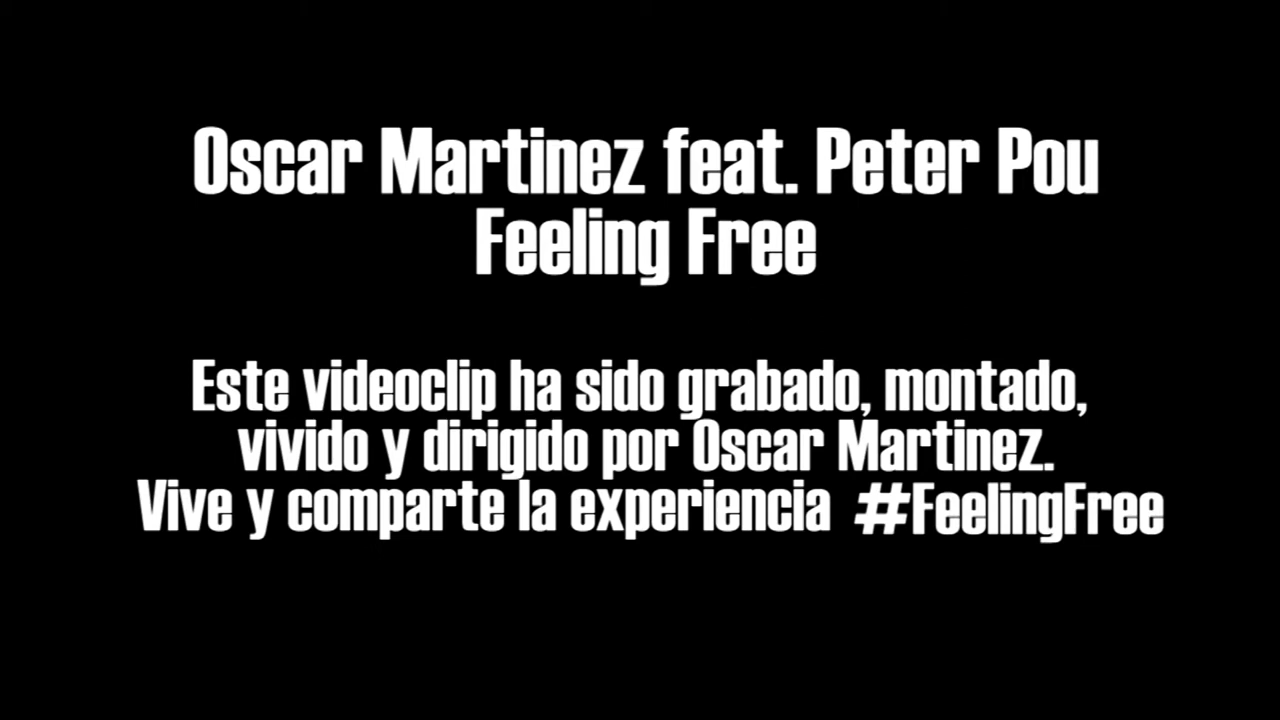 Oscar Martinez feat. Peter Pou
Feeling Free
Este videoclip ha sido grabado, montado,
vivido y dirigido por Oscar Martinez.
Vive y comparte la experiencia #FeelingFree